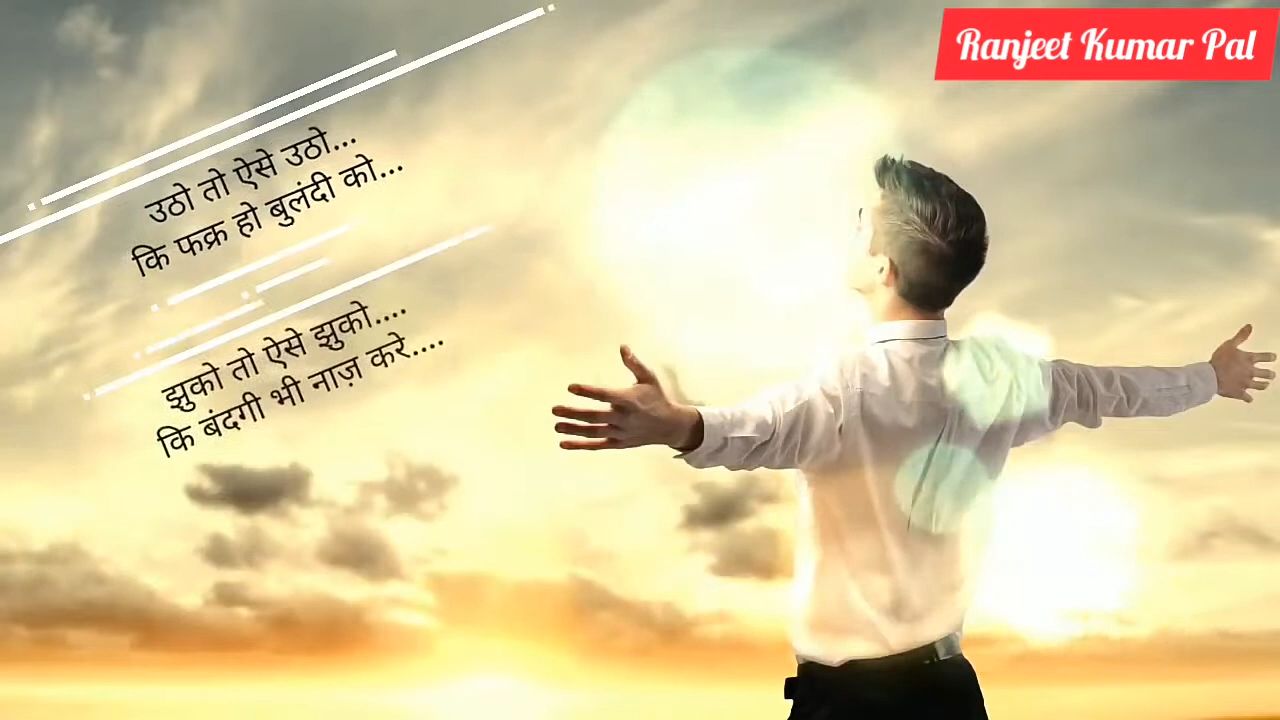 Ranjeet Kumar Pal
उठो तो ऐसे उठो...
कि फक्र हो बुलंदी को...
झुको तो ऐसे झुको....
कि बंदगी भी नाज़ करे....